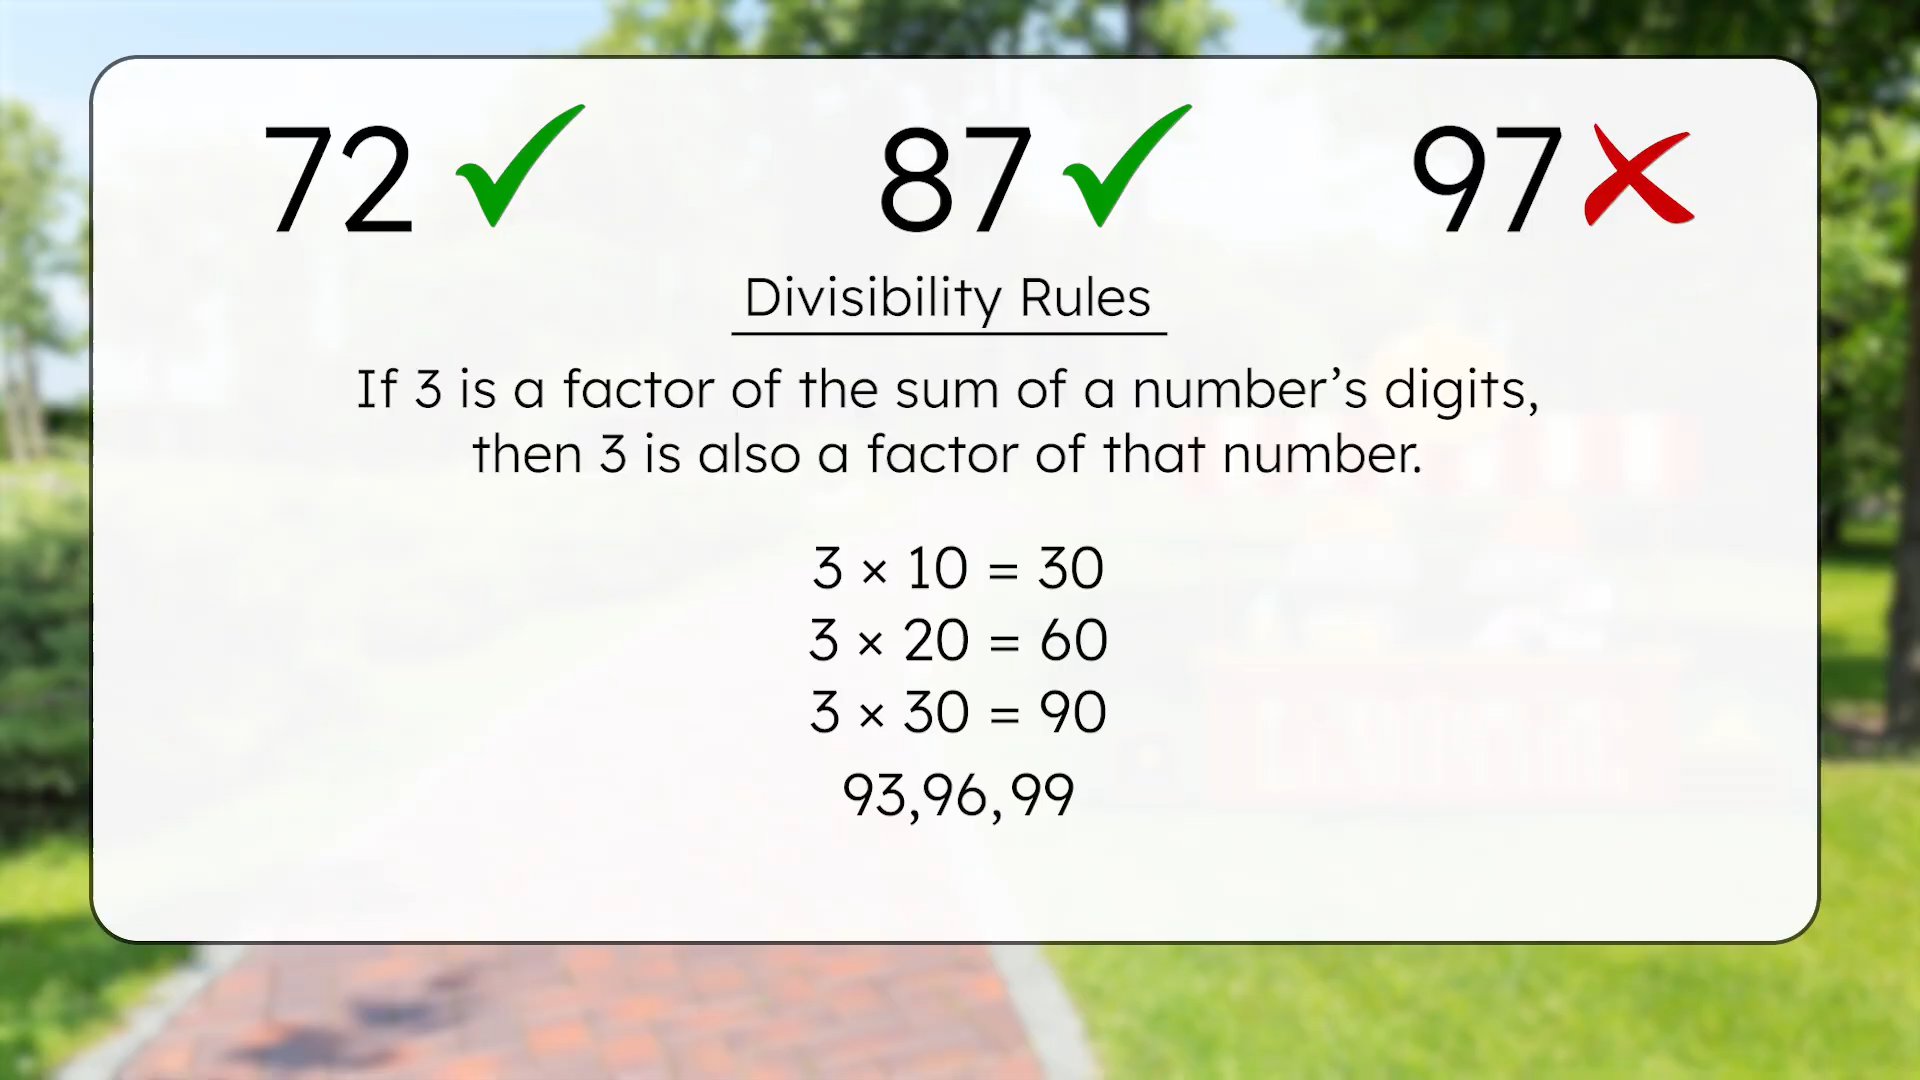 72 87 97
Divisibility Rules
If 3 is a factor of the sum of a number’s digits,
then 3 is also a factor of that number.
3 × 10 = 30
3 × 20 = 60
3 × 30 = 90
93,96,99